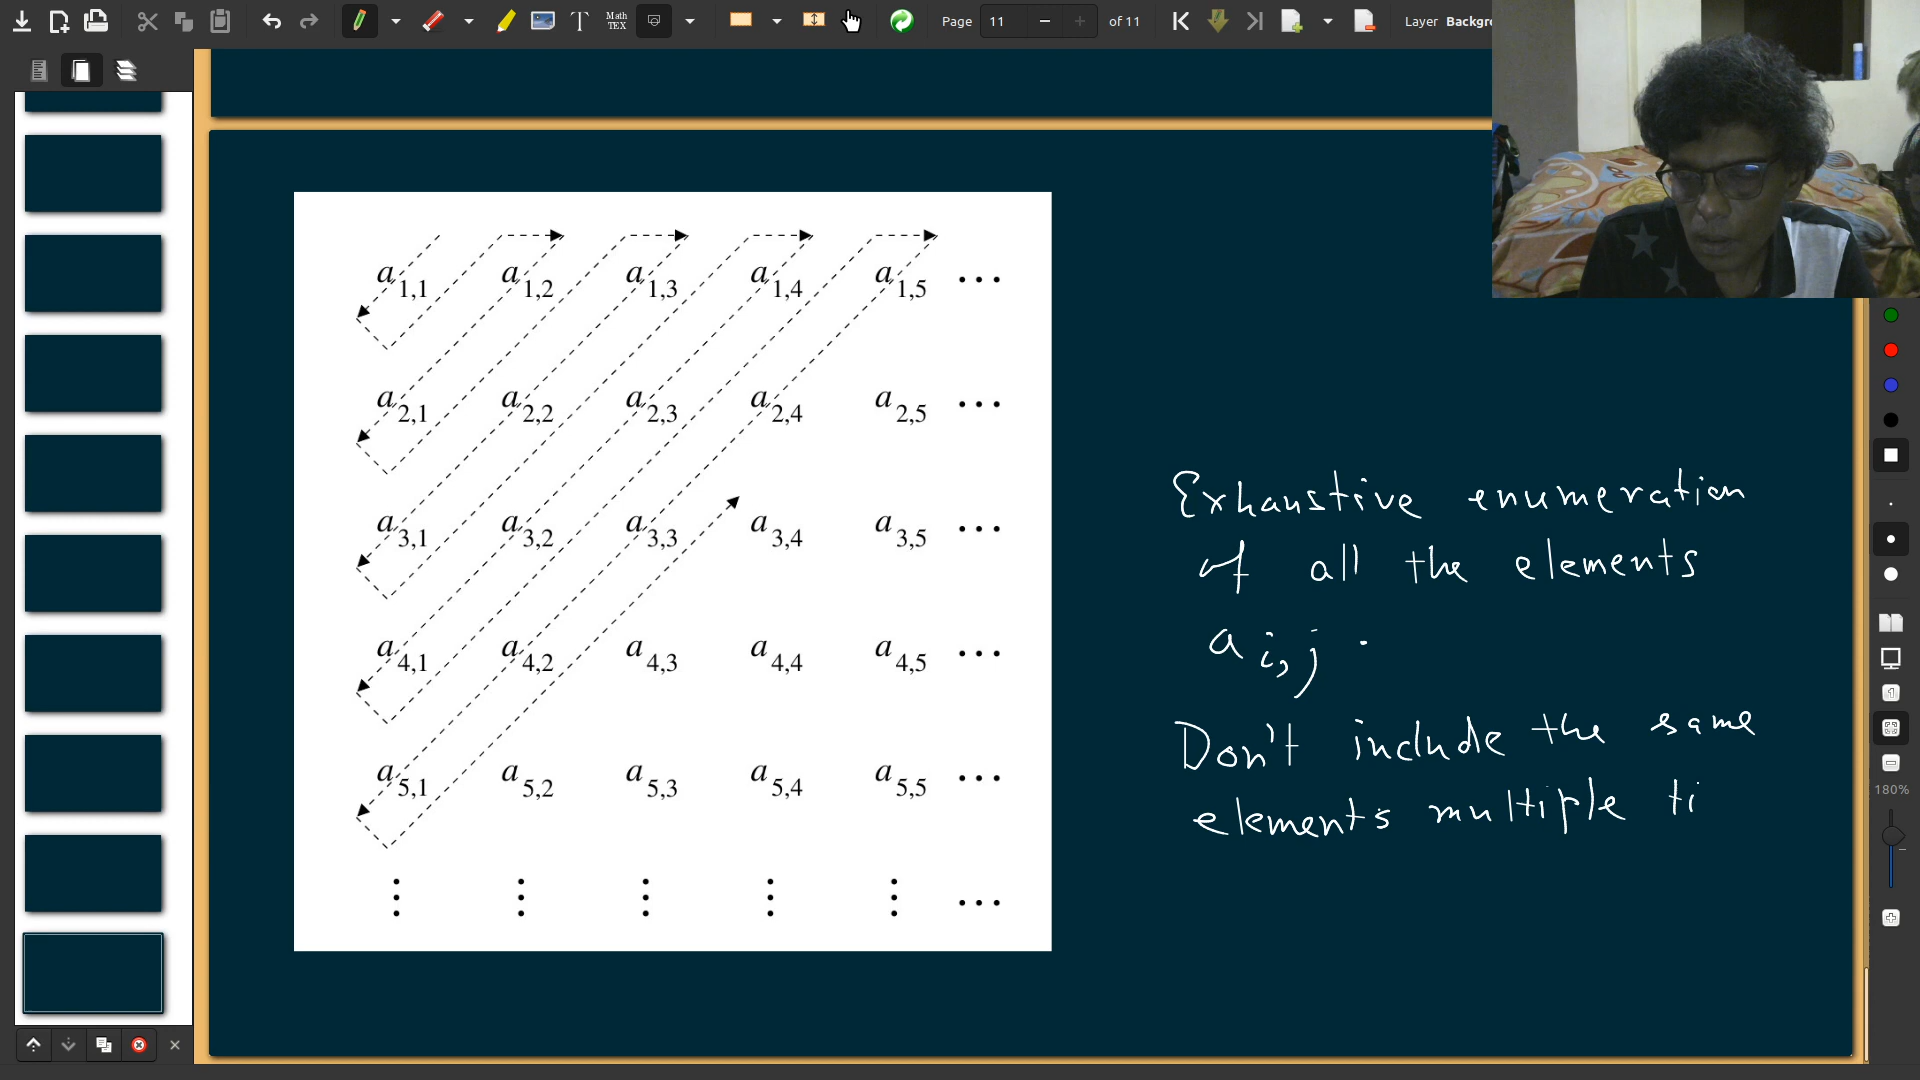 Page 11 of 11 Layer Backgro
T Math TEX
a1,1 a1,2 a1,3 a1,4 a1,5 ...
a2,1 a2,2 a2,3 a2,4 a2,5 ...
a3,1 a3,2 a3,3 a3,4 a3,5 ...
a4,1 a4,2 a4,3 a4,4 a4,5 ...
a5,1 a5,2 a5,3 a5,4 a5,5 ...
Exhaustive enumeration
of all the elements
a i,j .
Don't include the same
elements multiple ti
180%